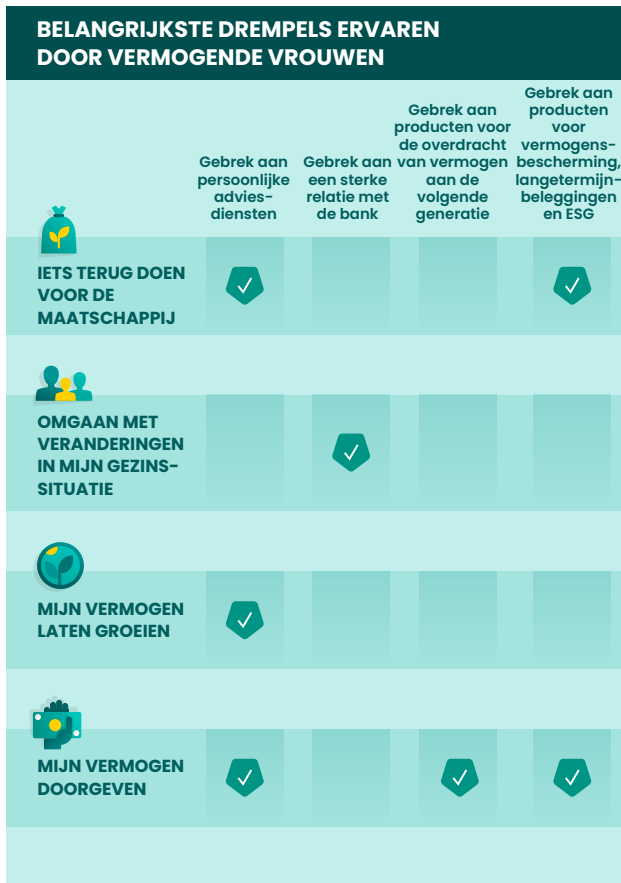 BELANGRIJKSTE DREMPELS ERVAREN
DOOR VERMOGENDE VROUWEN
Gebrek aan
persoonlijke
advies-
diensten
Gebrek aan
een sterke
relatie met
de bank
Gebrek aan
producten voor
de overdracht
van vermogen
aan de
volgende
generatie
Gebrek aan
producten
voor
vermogens-
bescherming,
langetermijn-
beleggingen
en ESG
IETS TERUG DOEN
VOOR DE
MAATSCHAPPIJ
OMGAAN MET
VERANDERINGEN
IN MIJN GEZINS-
SITUATIE
MIJN VERMOGEN
LATEN GROEIEN
MIJN VERMOGEN
DOORGEVEN